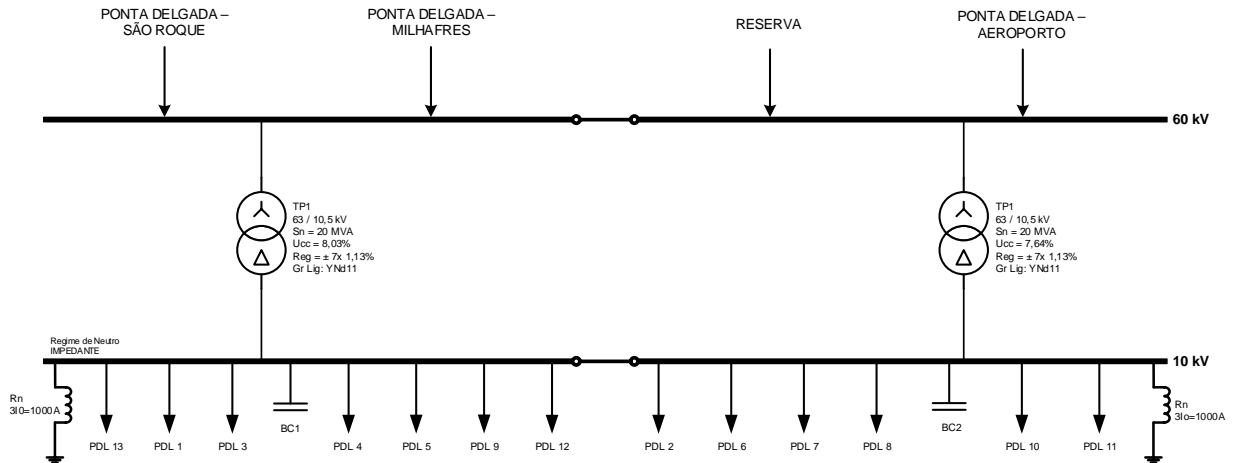 PONTA DELGADA –
SÃO ROQUE
PONTA DELGADA –
MILHAFRES
RESERVA
PONTA DELGADA –
AEROPORTO
60 kV
TP1
63 / 10,5 kV
Sn = 20 MVA
Ucc = 8,03%
Reg = ± 7x 1,13%
Gr Lig: YNd11
TP1
63 / 10,5 kV
Sn = 20 MVA
Ucc = 7,64%
Reg = ± 7x 1,13%
Gr Lig: YNd11
Regime de Neutro
IMPEDANTE
10 kV
Rn
3I0=1000A
PDL 13
PDL 1
PDL 3
BC1
PDL 4
PDL 5
PDL 9
PDL 12
PDL 2
PDL 6
PDL 7
PDL 8
BC2
PDL 10
PDL 11
Rn
3Io=1000A